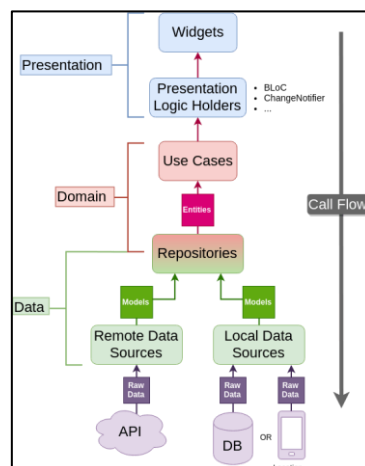 Widgets
Presentation
Presentation
Logic Holders
• BLoC
• ChangeNotifier
• ...
Use Cases
Domain
Entities
Call Flow
Repositories
Data
Models
Models
Remote Data
Sources
Local Data
Sources
Raw
Data
Raw
Data
Raw
Data
API
DB
OR